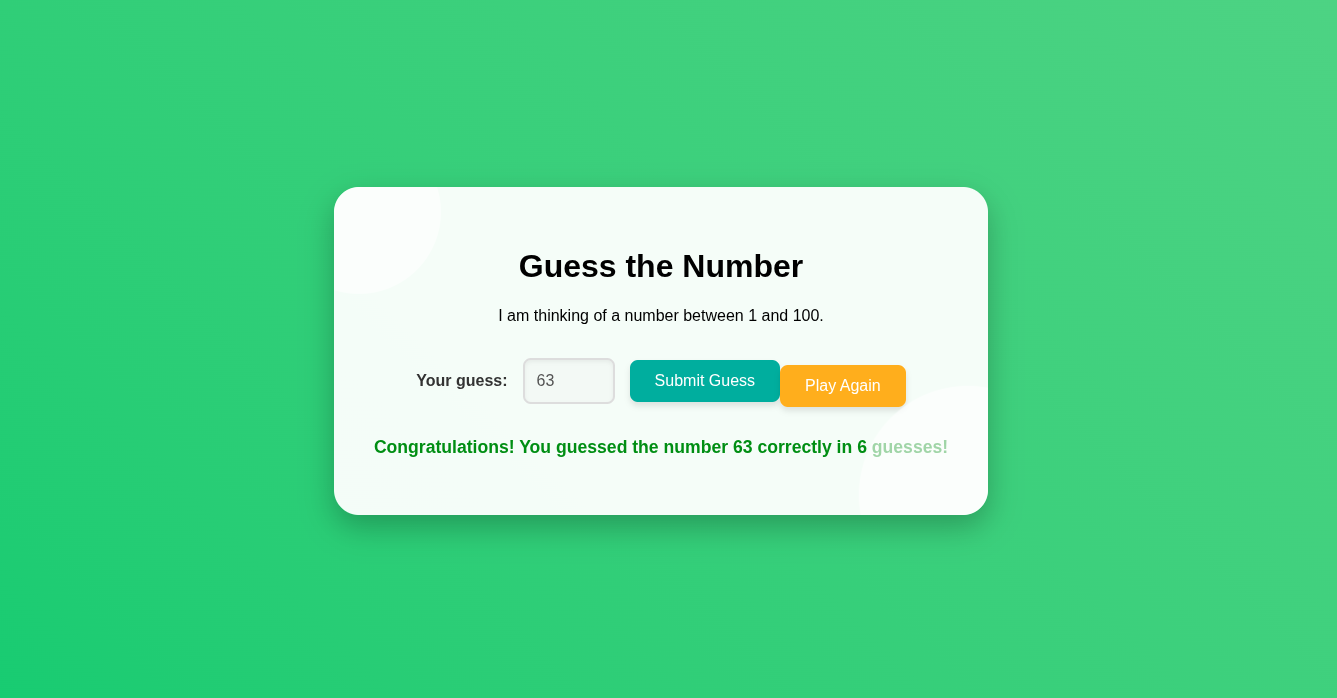 Guess the Number
I am thinking of a number between 1 and 100.
Your guess: 63 Submit Guess Play Again
Congratulations! You guessed the number 63 correctly in 6 guesses!